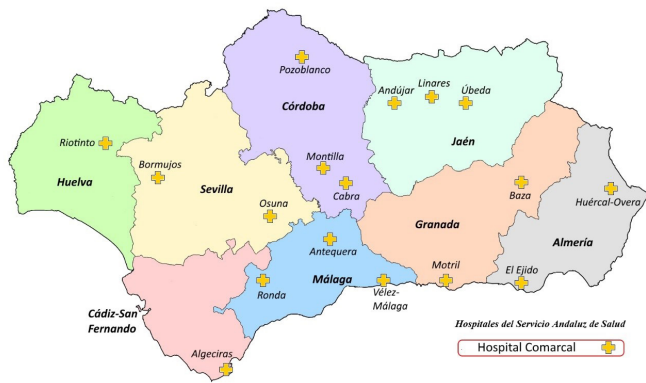 Pozoblanco
Córdoba
Andújar
Linares
Úbeda
Jaén
Riotinto
Huelva
Bormujos
Sevilla
Osuna
Montilla
Cabra
Granada
Baza
Huércal-Overa
Almería
Antequera
Málaga
Ronda
Vélez-
Málaga
Motril
El Ejido
Cádiz-San
Fernando
Algeciras
Hospitales del Servicio Andaluz de Salud
Hospital Comarcal